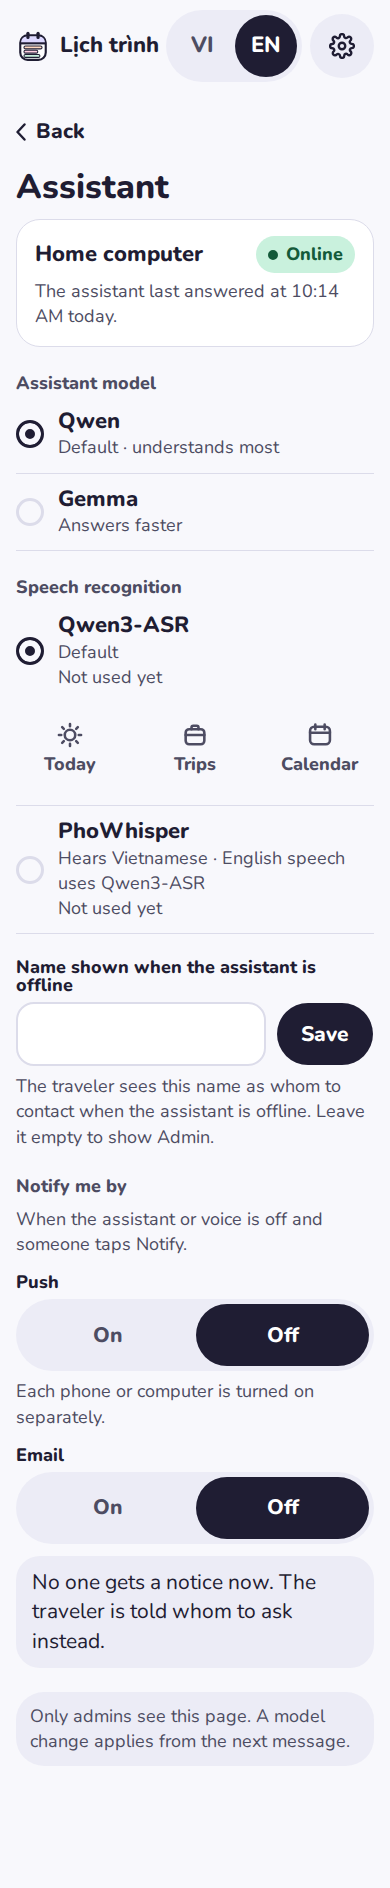 Lịch trình
VI
EN
Back
Assistant
Home computer
Online
The assistant last answered at 10:14
AM today.
Assistant model
Qwen
Default · understands most
Gemma
Answers faster
Speech recognition
Qwen3-ASR
Default
Not used yet
Today
Trips
Calendar
PhoWhisper
Hears Vietnamese · English speech
uses Qwen3-ASR
Not used yet
Name shown when the assistant is
offline
Save
The traveler sees this name as whom to
contact when the assistant is offline. Leave
it empty to show Admin.
Notify me by
When the assistant or voice is off and
someone taps Notify.
Push
On
Off
Each phone or computer is turned on
separately.
Email
On
Off
No one gets a notice now. The
traveler is told whom to ask
instead.
Only admins see this page. A model
change applies from the next message.